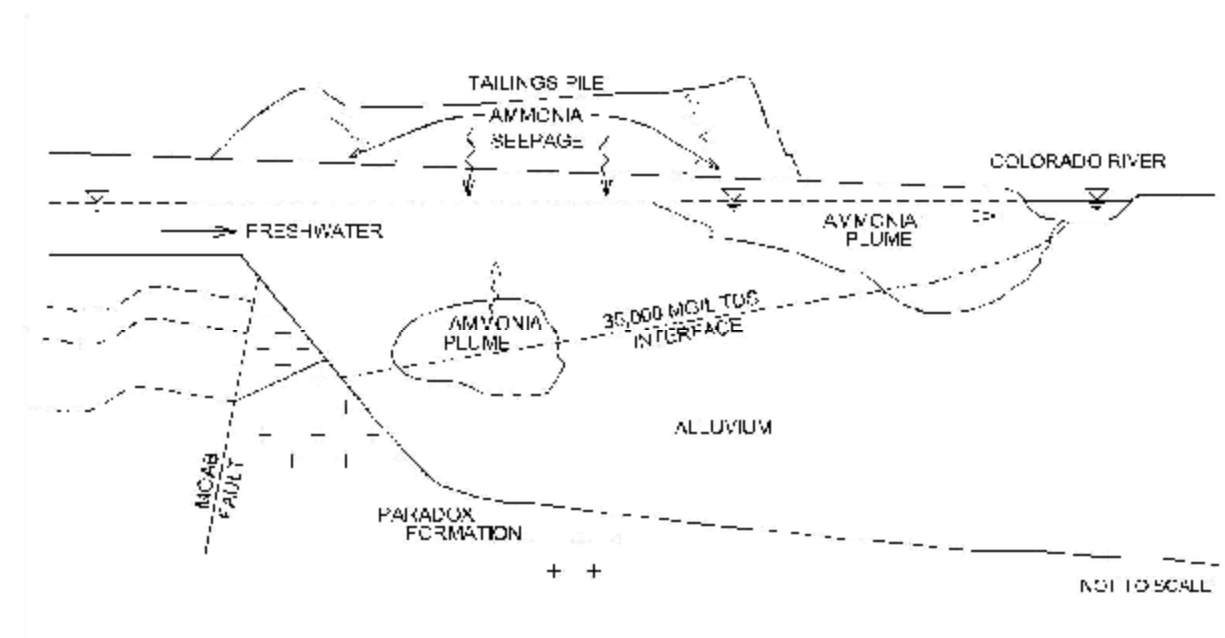 TAILINGS PILE
AMMONIA
SEEPAGE
COLORADO RIVER
FRESHWATER
AMMONIA
PLUME
AMMONIA
PLUME
35,000 MG/L TDS
INTERFACE
ALLUVIUM
MOAB
FAULT
PARADOX
FORMATION
NOT TO SCALE